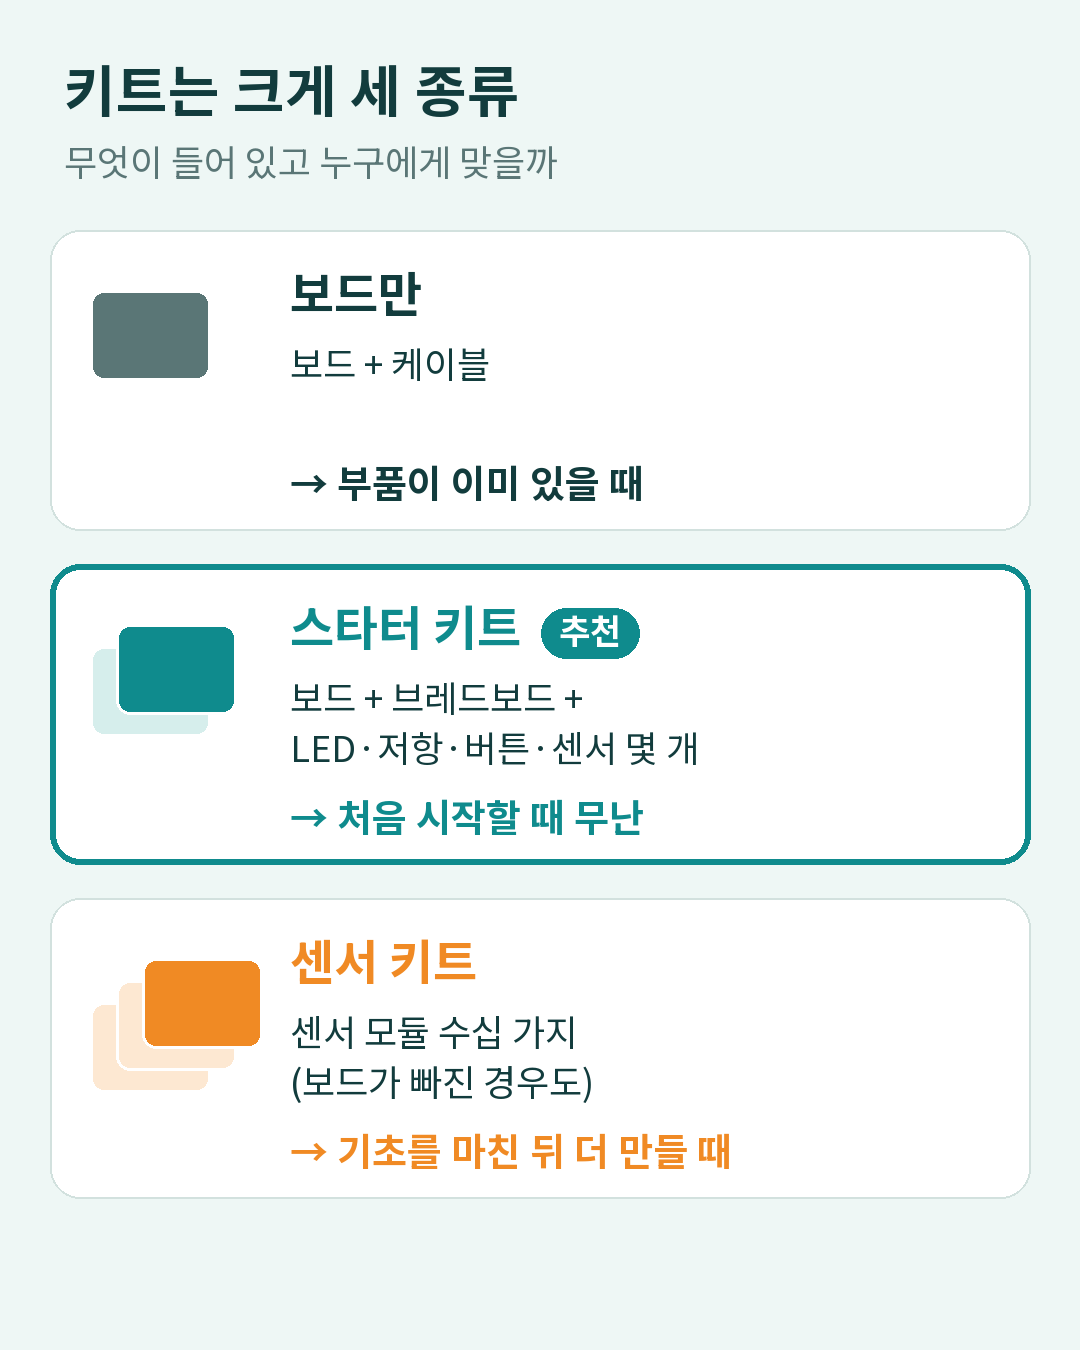 키트는 크게 세 종류
무엇이 들어 있고 누구에게 맞을까
보드만
보드 + 케이블
→ 부품이 이미 있을 때
스타터 키트 추천
보드 + 브레드보드 +
LED·저항·버튼·센서 몇 개
→ 처음 시작할 때 무난
센서 키트
센서 모듈 수십 가지
(보드가 빠진 경우도)
→ 기초를 마친 뒤 더 만들 때